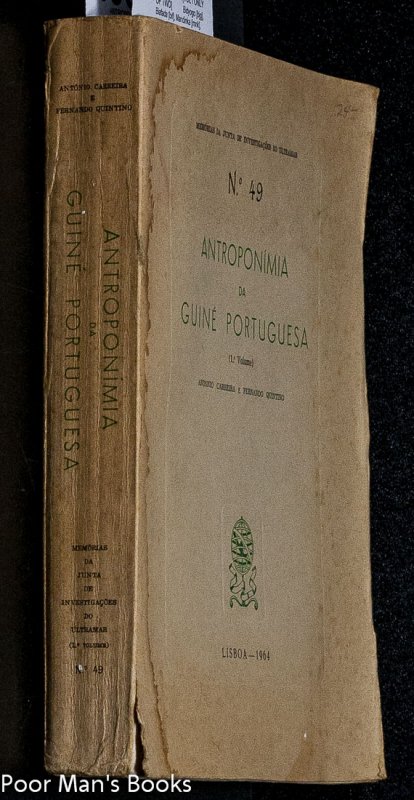 ANTÓNIO CARREIRA
E
FERNANDO QUINTINO
ANTROPONIMIA
DA
GUINÉ PORTUGUESA
MEMÓRIAS
DA
JUNTA
DE
INVESTIGAÇÕES
DO
ULTRAMAR
(1.º VOLUME)
N.º 49
24-
MEMÓRIAS DA JUNTA DE INVESTIGAÇÕES DO ULTRAMAR
N.º 49
ANTROPONÍMIA
DA
GUINÉ PORTUGUESA
(1.º Volume)
ANTÓNIO CARREIRA E FERNANDO QUINTINO
LISBOA — 1964
Poor Man's Books